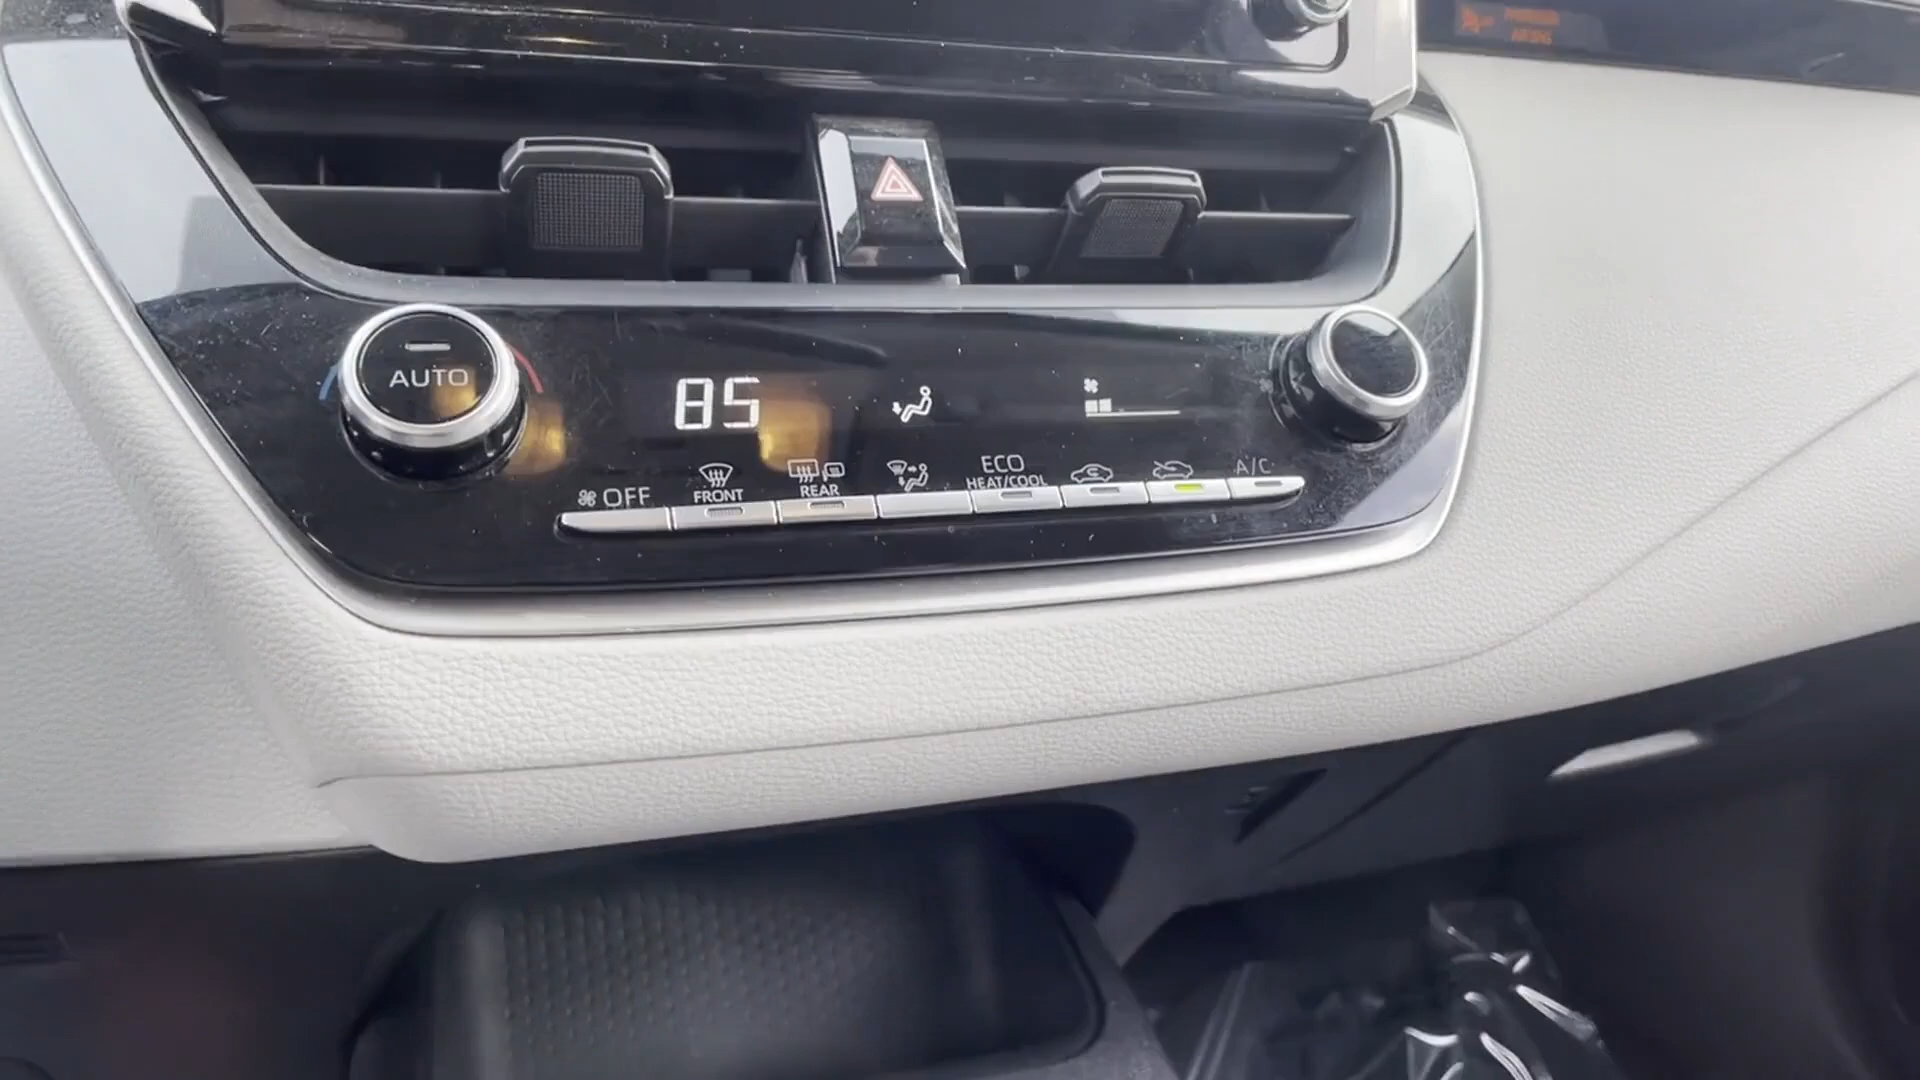 AUTO
85
OFF
FRONT
REAR
ECO
HEAT/COOL
A/C